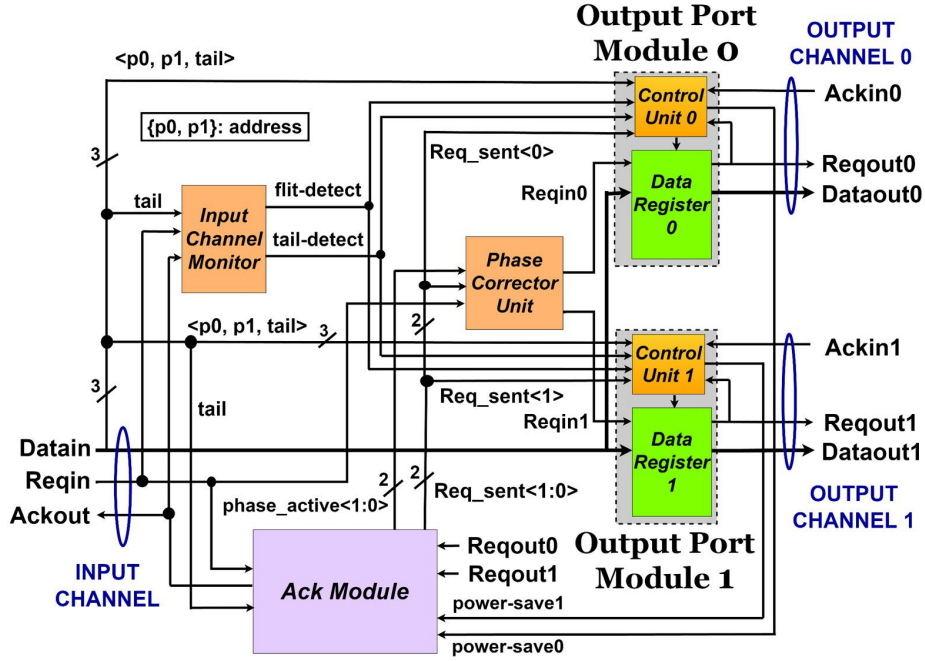 Output Port
Module 0
OUTPUT
CHANNEL 0
<p0, p1, tail>
Control
Unit 0
Ackin0
{p0, p1}: address
3
Req_sent<0>
Reqout0
flit-detect
Reqin0
Data
Register
0
Dataout0
tail
Input
Channel
Monitor
tail-detect
Phase
Corrector
Unit
<p0, p1, tail>
3
2
Control
Unit 1
Ackin1
3
tail
Req_sent<1>
Reqin1
Reqout1
Datain
Data
Register
1
Dataout1
Reqin
2
2
Req_sent<1:0>
phase_active<1:0>
OUTPUT
CHANNEL 1
Ackout
Output Port
Module 1
INPUT
CHANNEL
Ack Module
Reqout0
Reqout1
power-save1
power-save0